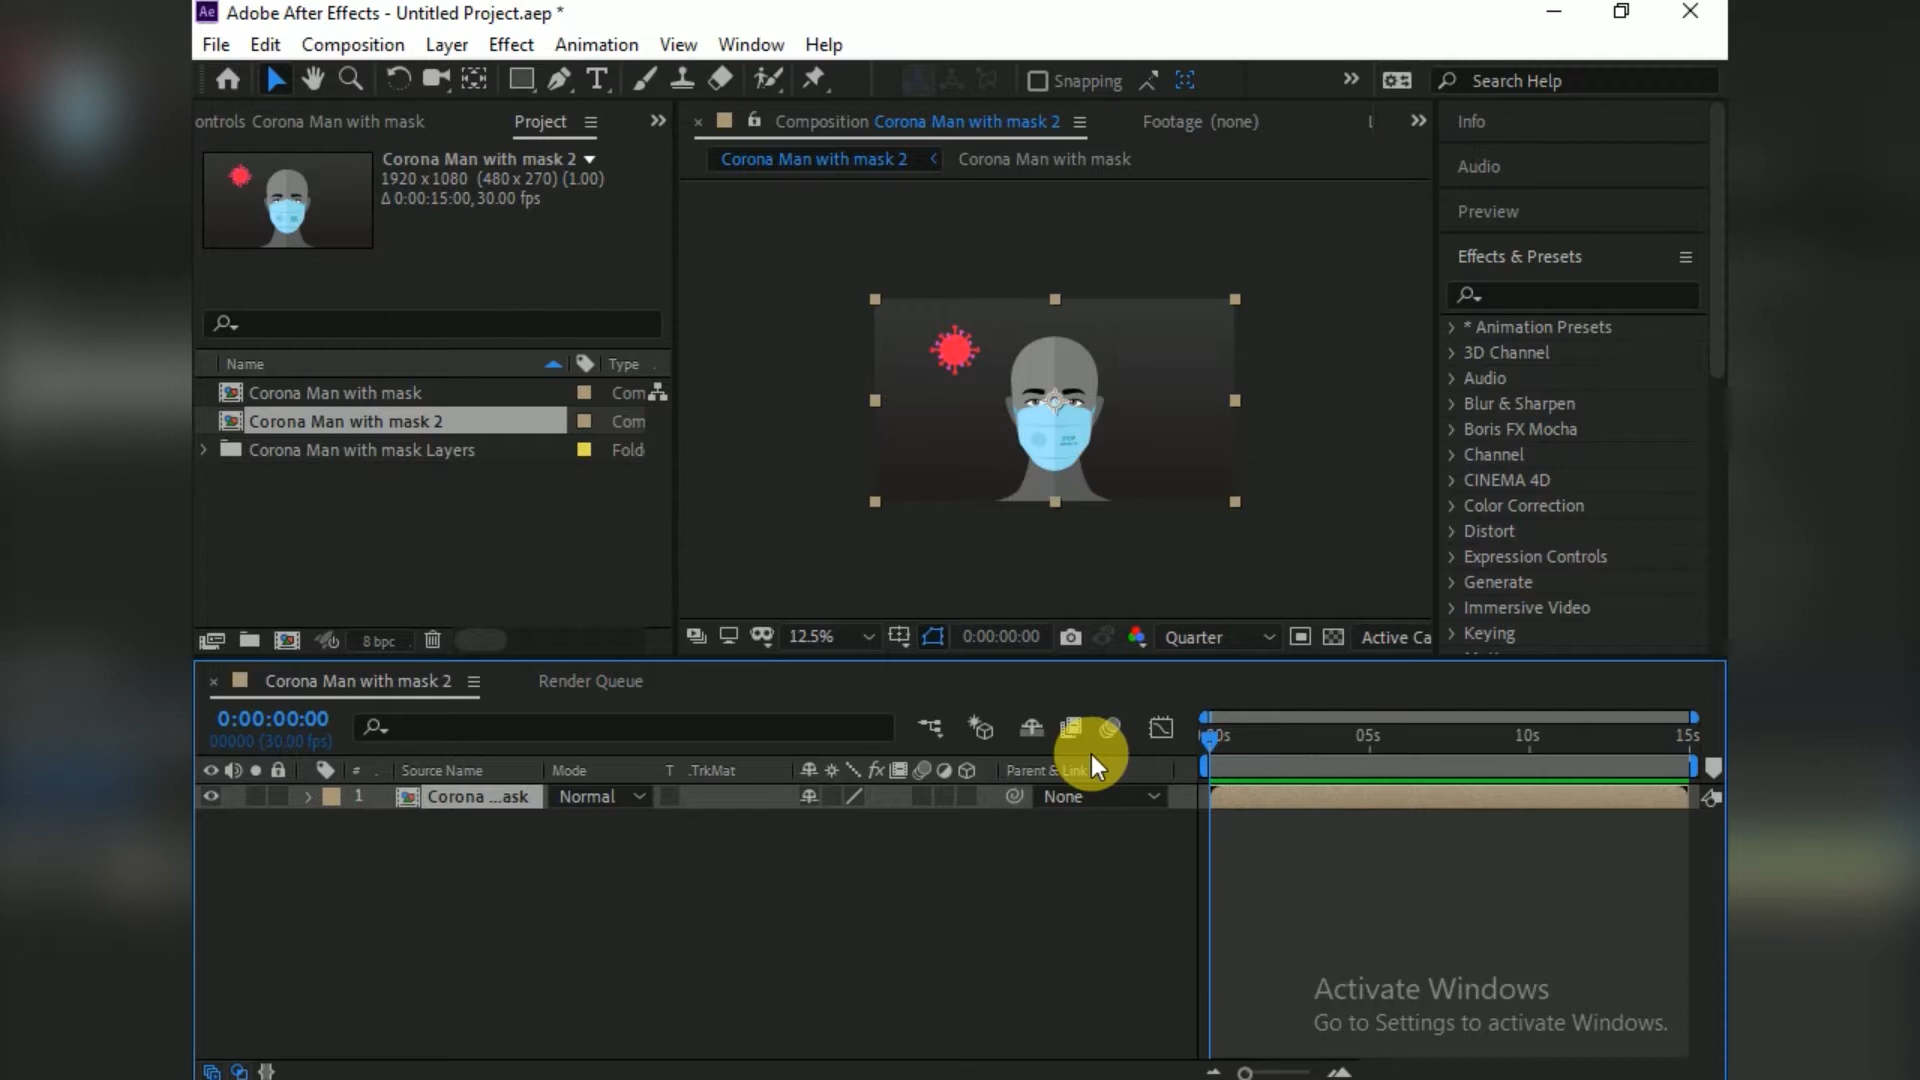 Ae Adobe After Effects - Untitled Project.aep *
File Edit Composition Layer Effect Animation View Window Help
Snapping
Search Help
ontrols Corona Man with mask
Project
Composition Corona Man with mask 2
Footage (none)
Corona Man with mask 2
1920 x 1080 (480 x 270) (1.00)
Δ 0:00:15:00, 30.00 fps
Corona Man with mask 2 Corona Man with mask
Name Type
Corona Man with mask Com
Corona Man with mask 2 Com
Corona Man with mask Layers Fold
8 bpc
12.5% 0:00:00:00 Quarter Active Ca
Info
Audio
Preview
Effects & Presets
* Animation Presets
3D Channel
Audio
Blur & Sharpen
Boris FX Mocha
Channel
CINEMA 4D
Color Correction
Distort
Expression Controls
Generate
Immersive Video
Keying
Corona Man with mask 2 Render Queue
0:00:00:00
00000 (30.00 fps)
05s 10s 15s
# Source Name Mode T .TrkMat fx Parent & Link
1 Corona ...ask Normal None
Activate Windows
Go to Settings to activate Windows.